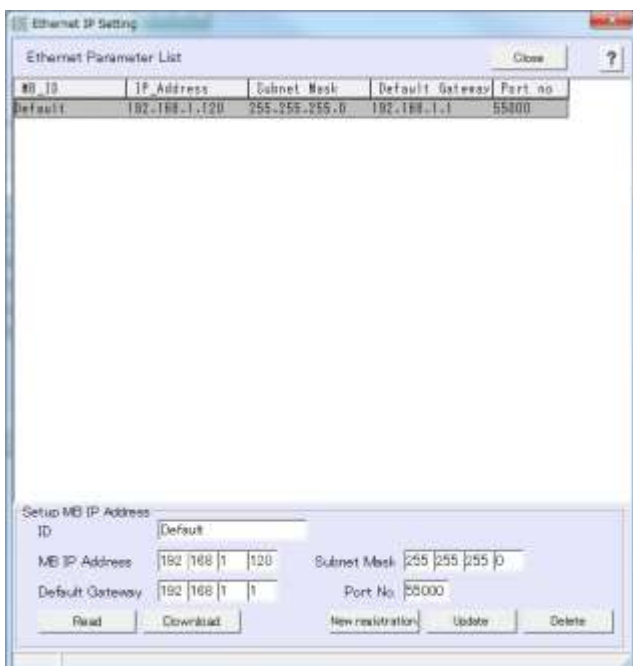 Ethernet IP Setting
Ethernet Parameter List Close ?
MB_ID IP_Address Subnet Mask Default Gateway Port no
Default 192.168.1.120 255.255.255.0 192.168.1.1 55000
Setup MB IP Address
ID Default
MB IP Address 192 168 1 120 Subnet Mask 255 255 255 0
Default Gateway 192 168 1 1 Port No. 55000
Read Download New registration Update Delete